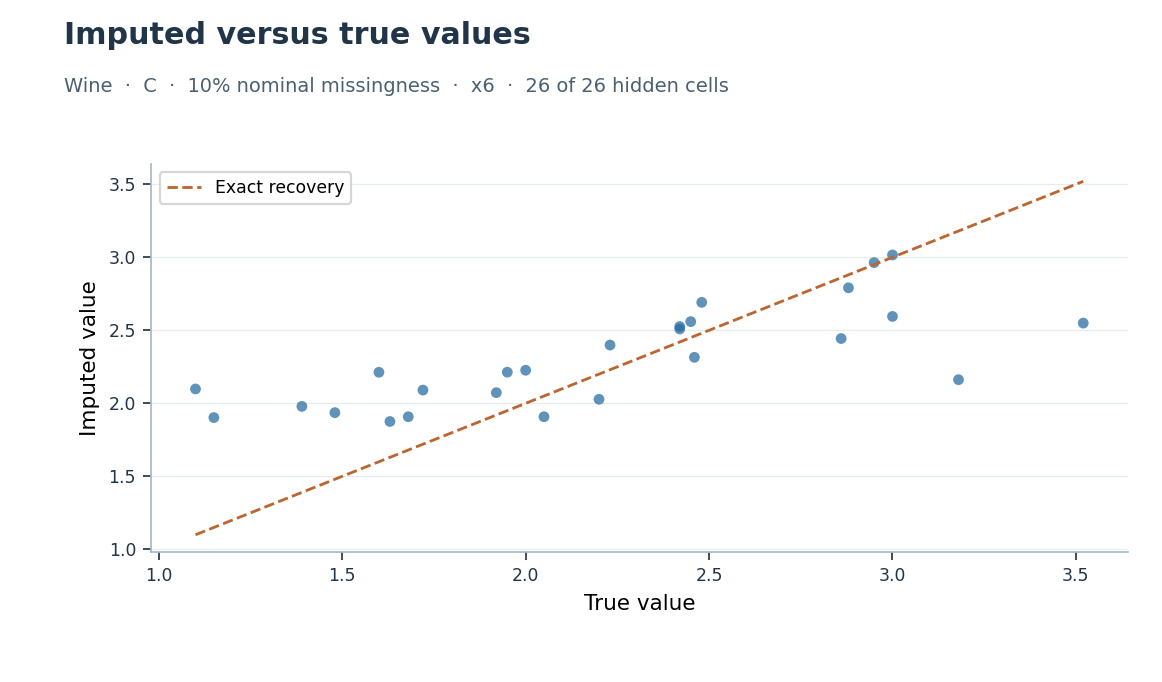 Imputed versus true values
Wine · C · 10% nominal missingness · x6 · 26 of 26 hidden cells
Exact recovery
3.5
3.0
2.5
2.0
1.5
1.0
Imputed value
1.0 1.5 2.0 2.5 3.0 3.5
True value